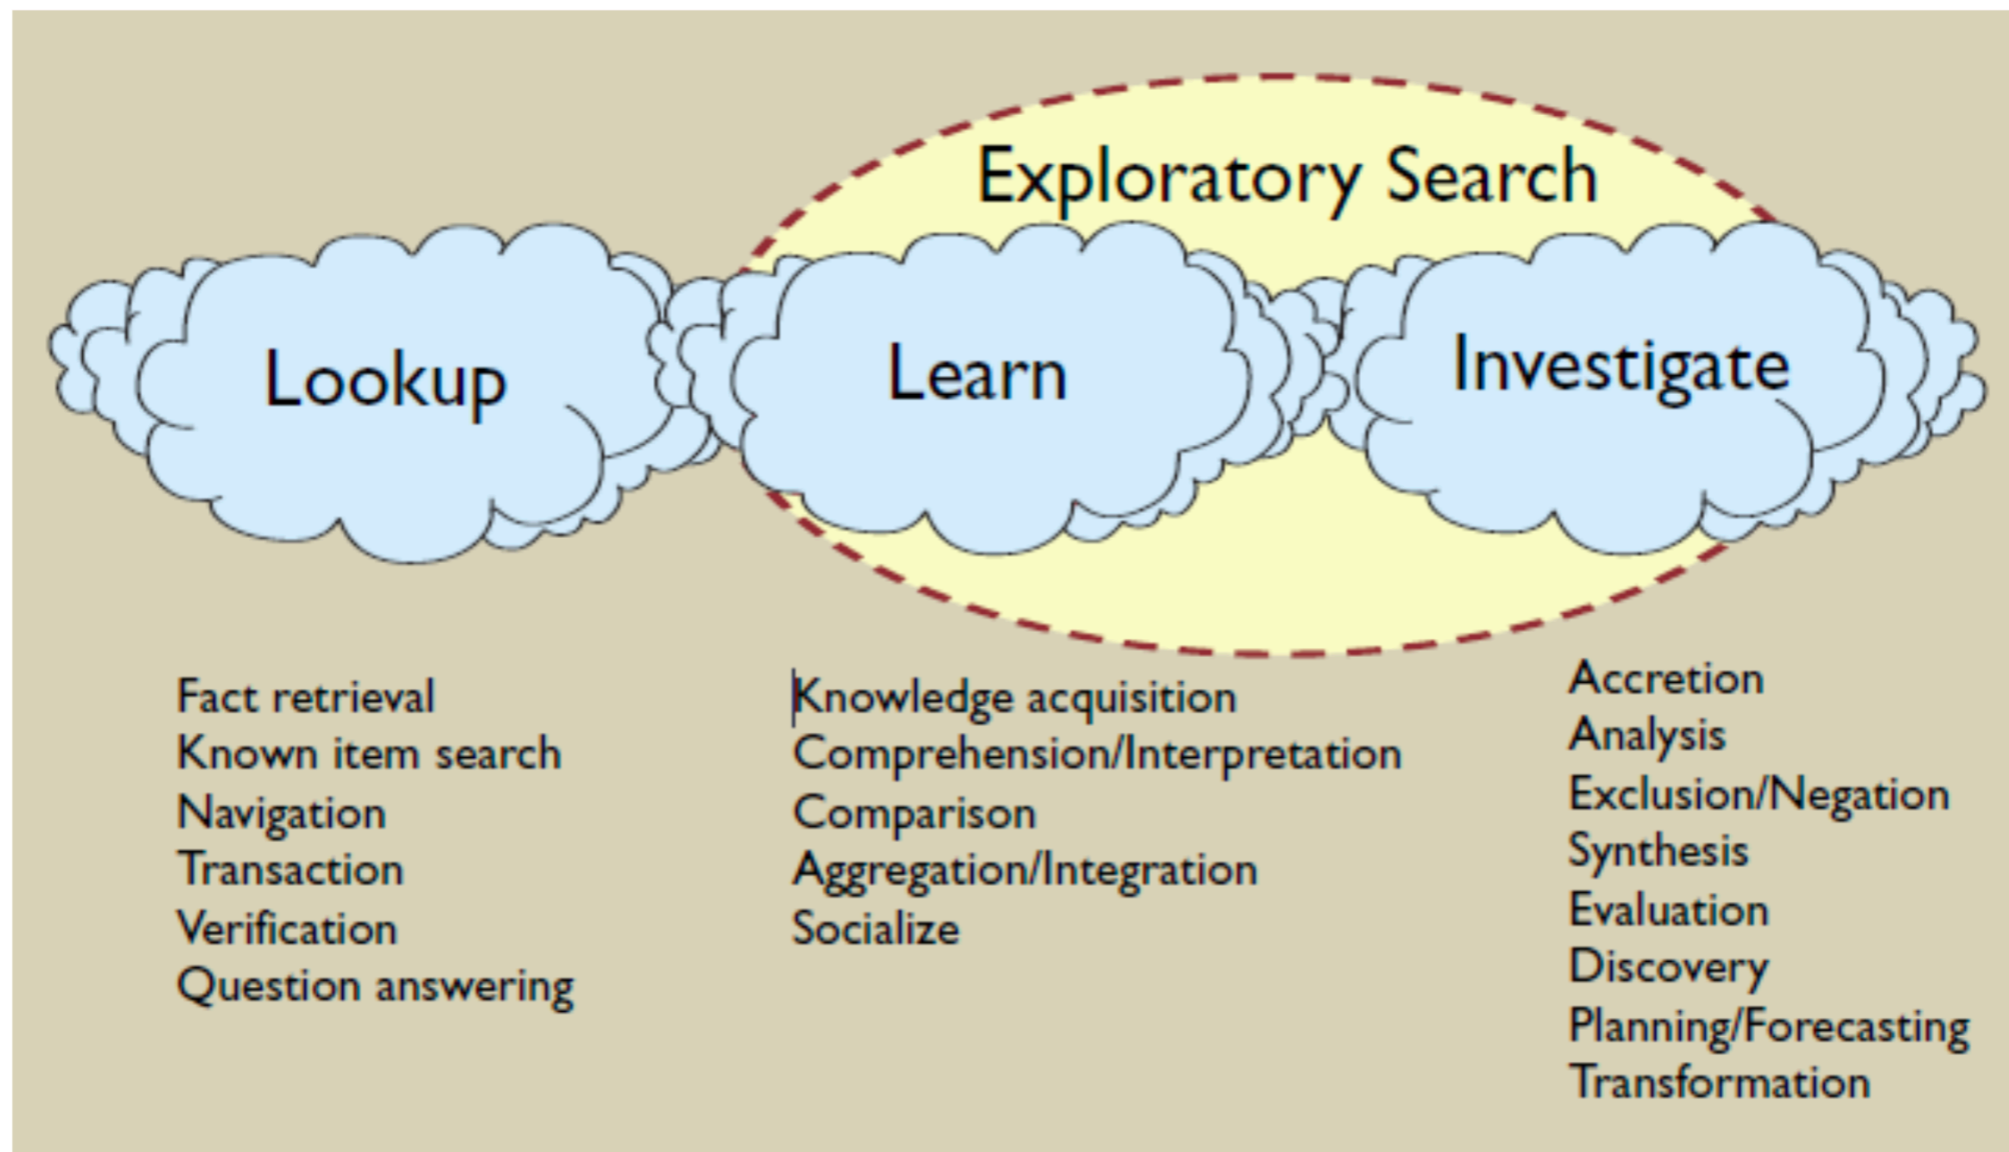 Exploratory Search
Lookup
Learn
Investigate
Fact retrieval
Known item search
Navigation
Transaction
Verification
Question answering
Knowledge acquisition
Comprehension/Interpretation
Comparison
Aggregation/Integration
Socialize
Accretion
Analysis
Exclusion/Negation
Synthesis
Evaluation
Discovery
Planning/Forecasting
Transformation